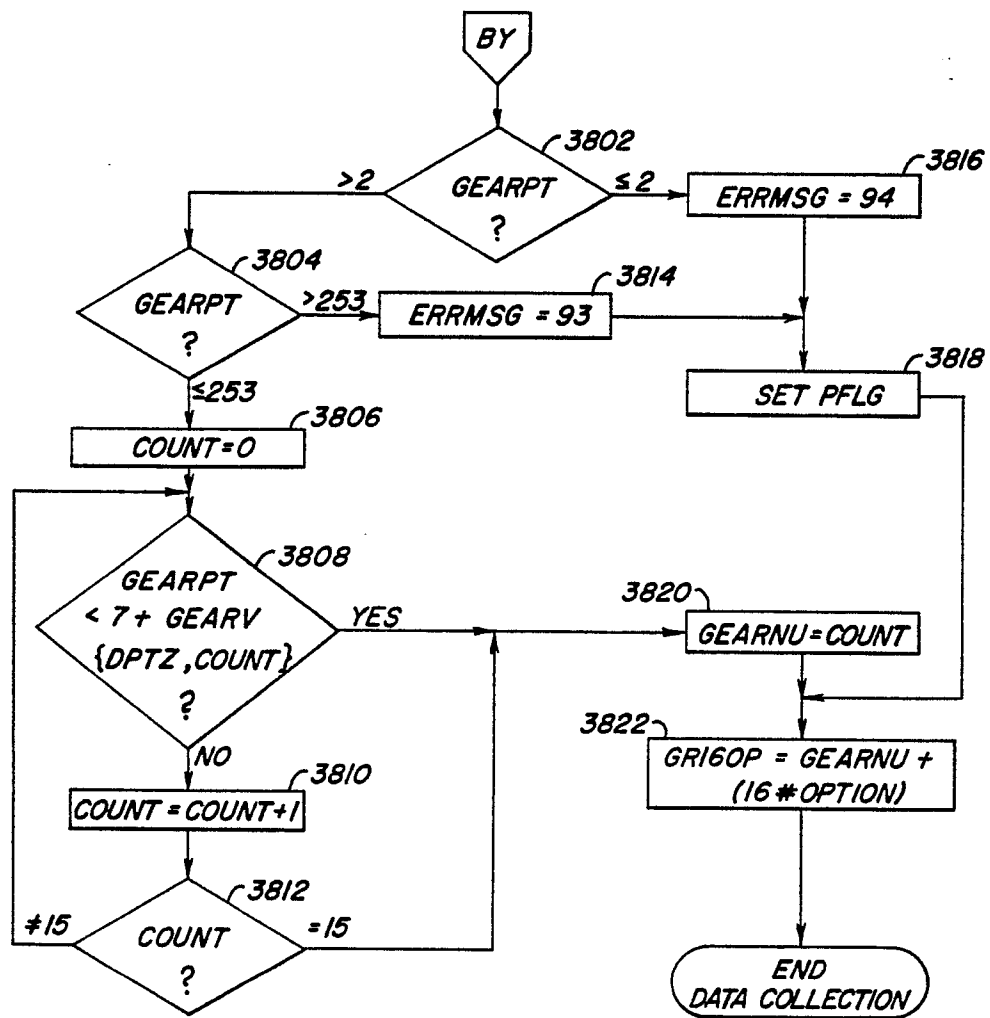 BY
3802
GEARPT
?
>2
≤2
3816
ERRMSG = 94
3804
GEARPT
?
>253
3814
ERRMSG = 93
3818
SET PFLG
≤253
3806
COUNT=0
3808
GEARPT
< 7 + GEARV
{DPTZ,COUNT}
?
YES
3820
GEARNU=COUNT
NO
3810
COUNT=COUNT+1
3822
GR16OP = GEARNU +
(16#OPTION)
3812
COUNT
?
≠15
=15
END
DATA COLLECTION